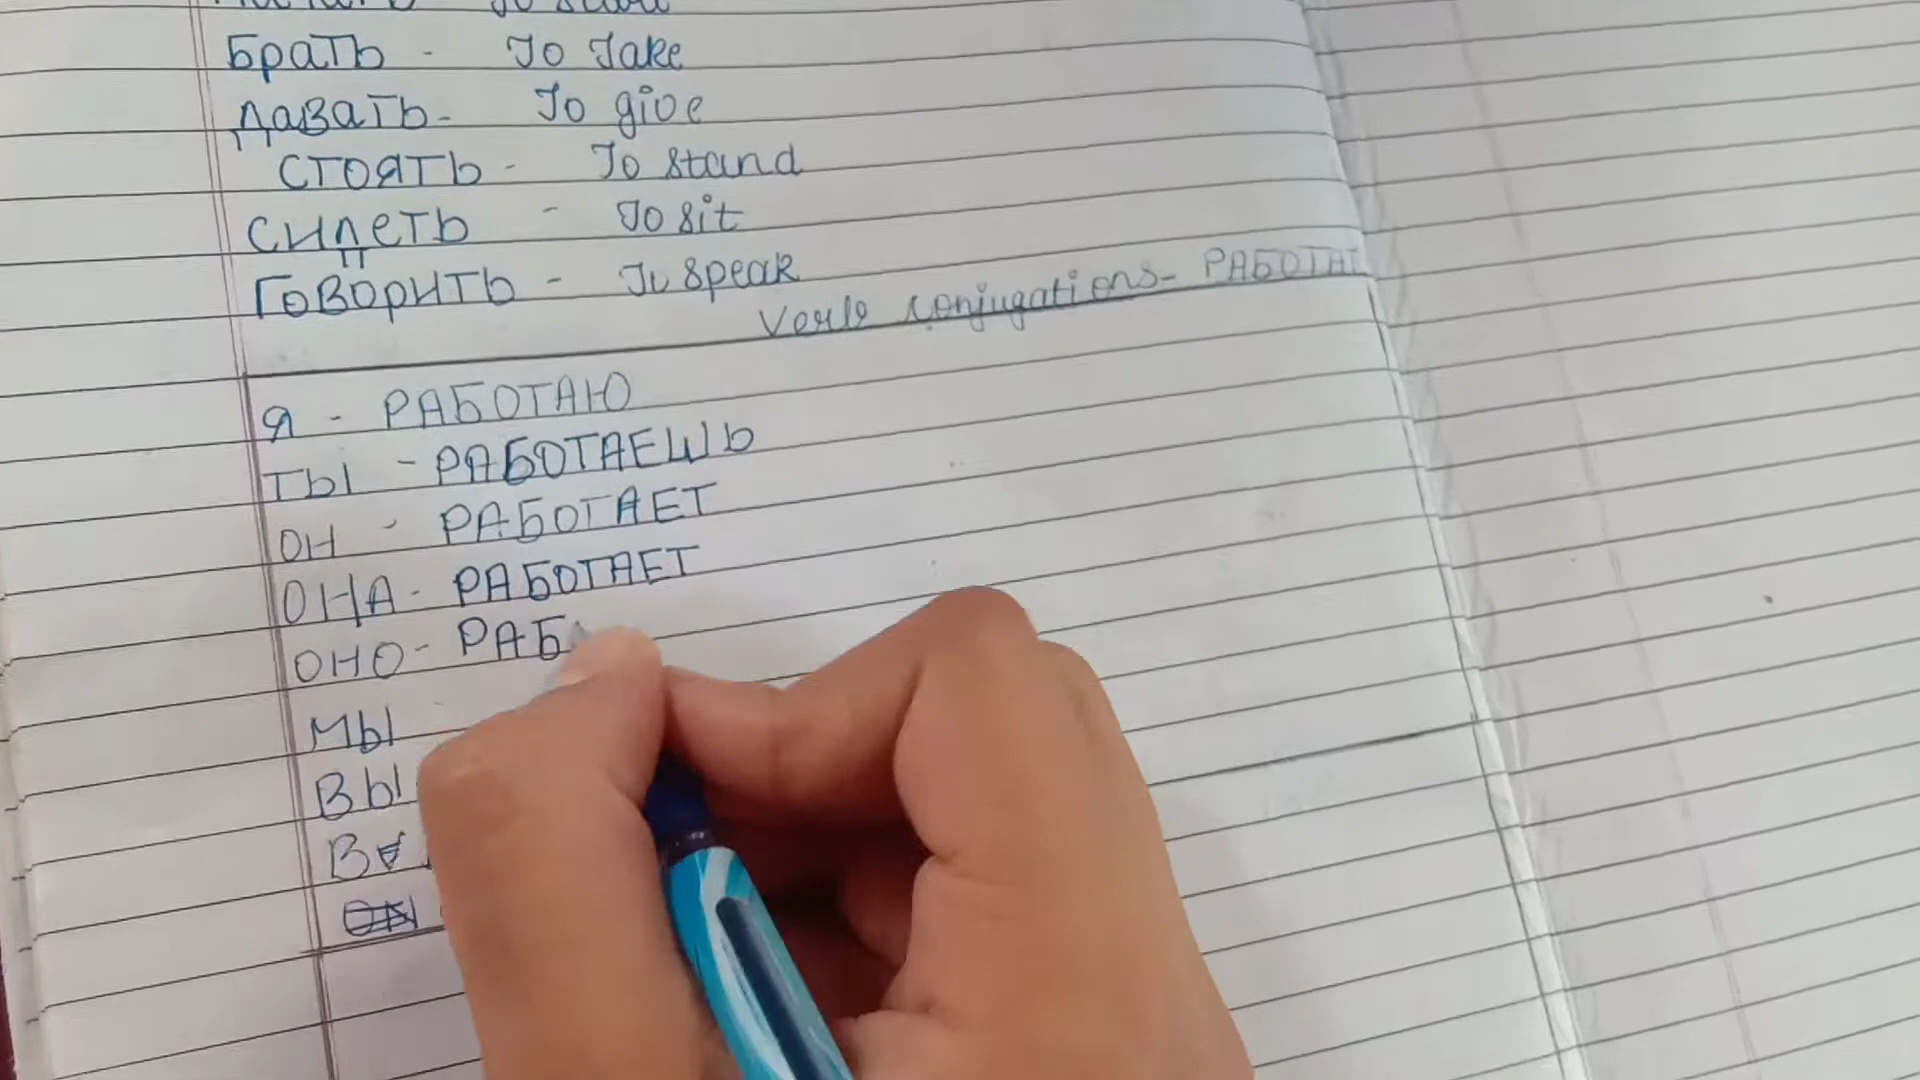 Брать - To Take
Давать - To give
Стоять - To stand
Сидеть - To sit
Говорить - To speak
Verb conjugations- РАБОТАТ
Я - РАБОТАЮ
ТЫ - РАБОТАЕШЬ
ОН - РАБОТАЕТ
ОНА - РАБОТАЕТ
ОНО - РАБ
МЫ
ВЫ